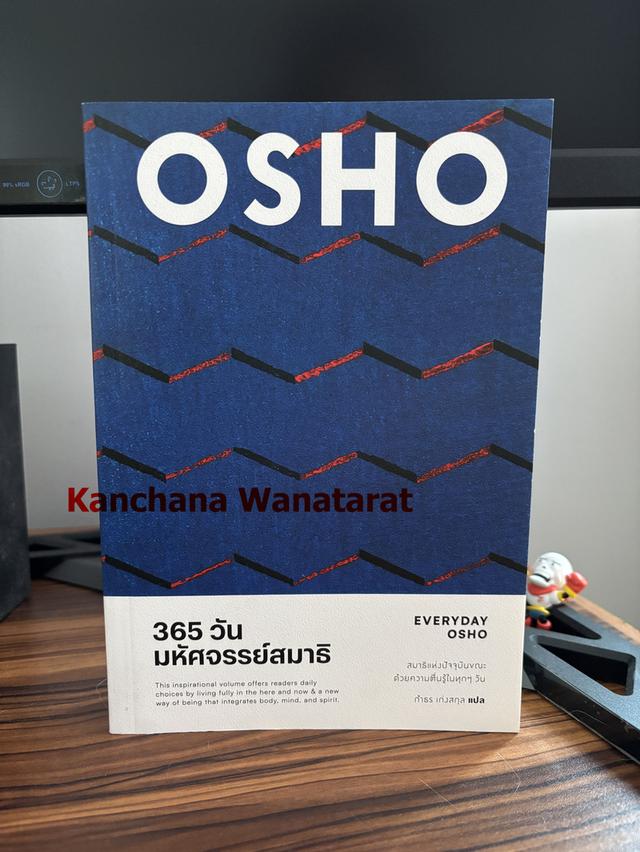 OSHO
90% sRGB
LTPS
Kanchana Wanatarat
365 วัน
มหัศจรรย์สมาธิ
This inspirational volume offers readers daily
choices by living fully in the here and now & a new
way of being that integrates body, mind, and spirit.
EVERYDAY
OSHO
สมาธิแห่งปัจจุบันขณะ
ด้วยความตื่นรู้ในทุกๆ วัน
กำธร เก่งสกุล แปล